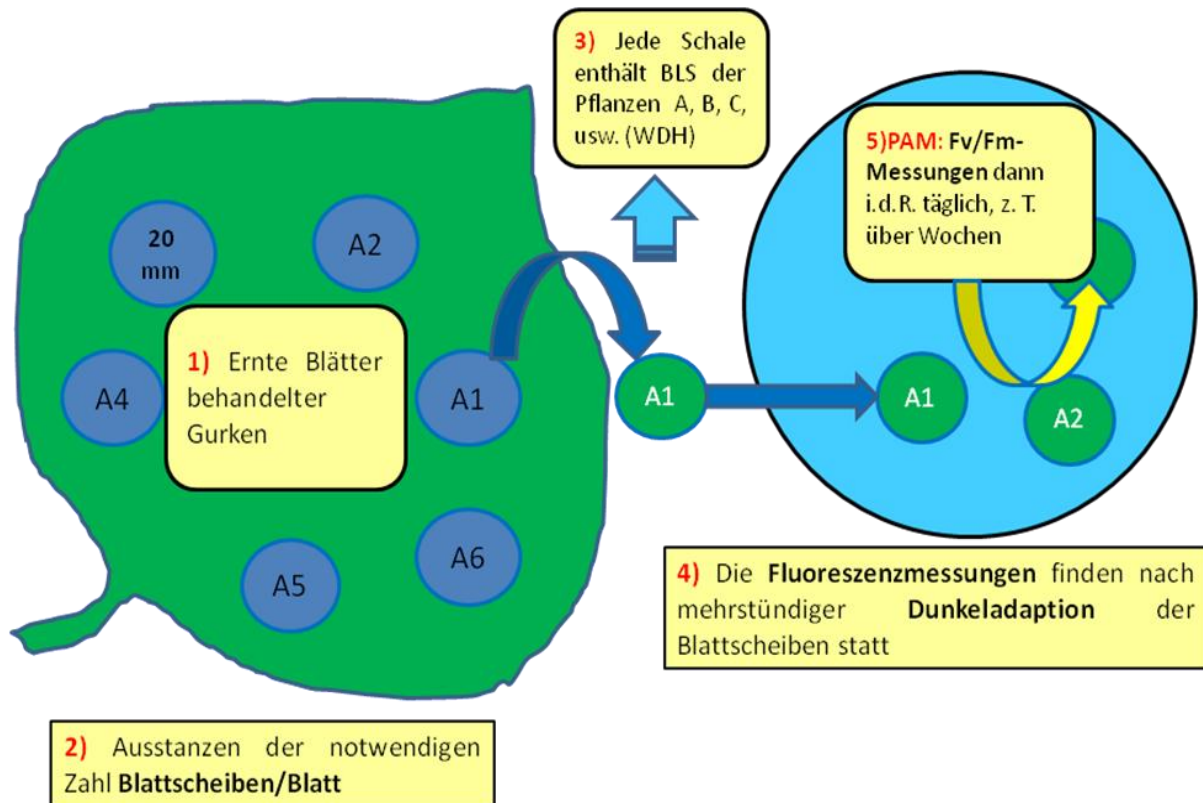 1) Ernte Blätter
behandelter
Gurken
20
mm
A2
A4
A1
A5
A6
2) Ausstanzen der notwendigen
Zahl Blattscheiben/Blatt
3) Jede Schale
enthält BLS der
Pflanzen A, B, C,
usw. (WDH)
A1
A1
A2
4) Die Fluoreszenzmessungen finden nach
mehrstündiger Dunkeladaption der
Blattscheiben statt
5)PAM: Fv/Fm-
Messungen dann
i.d.R. täglich, z. T.
über Wochen